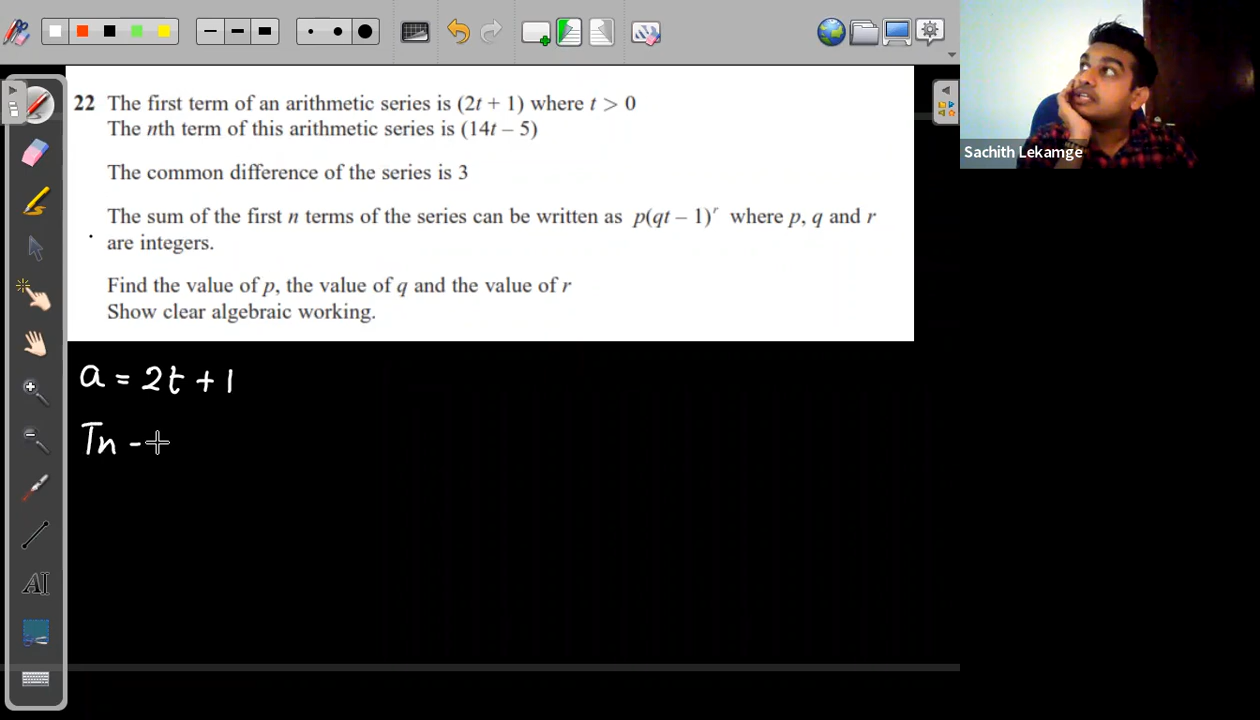 Sachith Lekamge
22 The first term of an arithmetic series is (2t + 1) where t > 0
The nth term of this arithmetic series is (14t – 5)
The common difference of the series is 3
The sum of the first n terms of the series can be written as p(qt – 1)^r where p, q and r
are integers.
Find the value of p, the value of q and the value of r
Show clear algebraic working.
a = 2t + 1
Tn -
AI